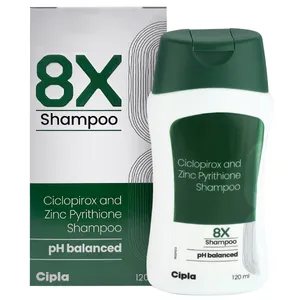 8X
Shampoo
Ciclopirox and
Zinc Pyrithione
Shampoo
pH balanced
Cipla
120
Ciclopirox and
Zinc Pyrithione
Shampoo
8X
Shampoo
pH balanced
Cipla
120 ml